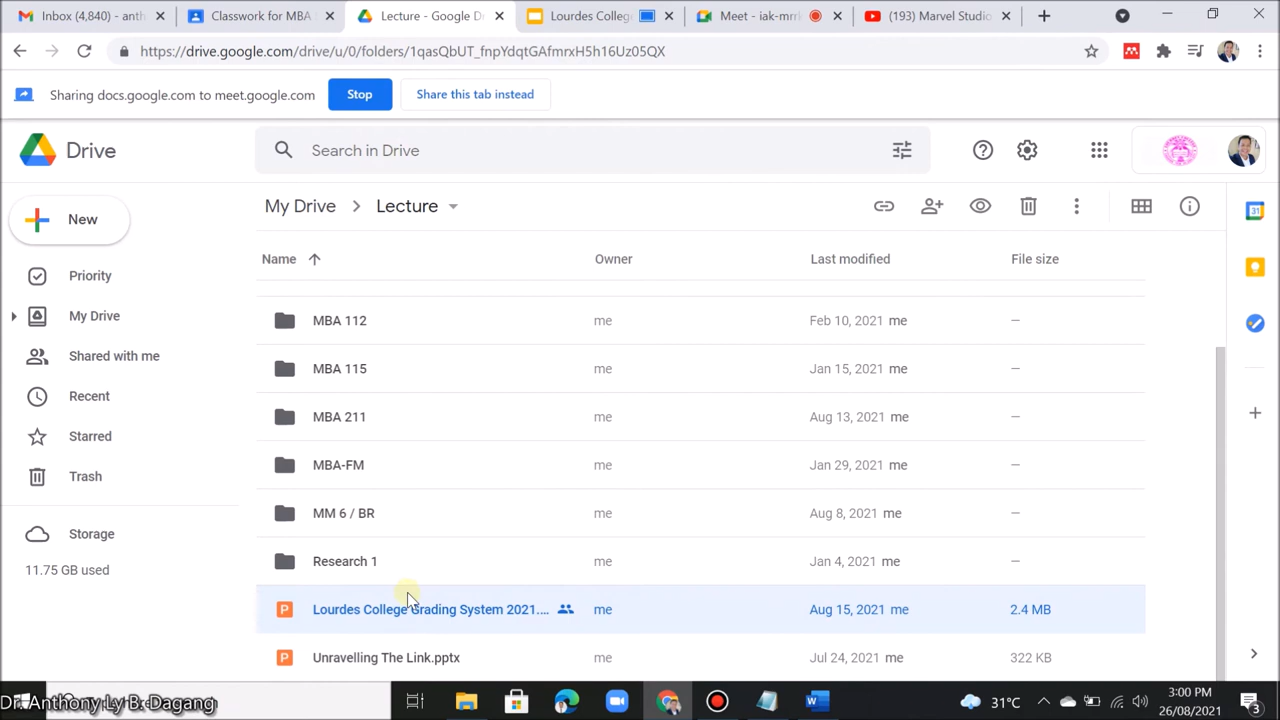 Inbox (4,840) - anth
Classwork for MBA
Lecture - Google Dr
Lourdes College
Meet - iak-mrrl
(193) Marvel Studio
https://drive.google.com/drive/u/0/folders/1qasQbUT_fnpYdqtGAfmrxH5h16Uz05QX
Sharing docs.google.com to meet.google.com
Stop
Share this tab instead
Drive
Search in Drive
New
My Drive
Lecture
Name
Owner
Last modified
File size
Priority
My Drive
Shared with me
Recent
Starred
Trash
Storage
11.75 GB used
MBA 112 me Feb 10, 2021 me —
MBA 115 me Jan 15, 2021 me —
MBA 211 me Aug 13, 2021 me —
MBA-FM me Jan 29, 2021 me —
MM 6 / BR me Aug 8, 2021 me —
Research 1 me Jan 4, 2021 me —
Lourdes College Grading System 2021.... me Aug 15, 2021 me 2.4 MB
Unravelling The Link.pptx me Jul 24, 2021 me 322 KB
31
Dr. Anthony Ly B. Dagang
31°C
3:00 PM
26/08/2021
3